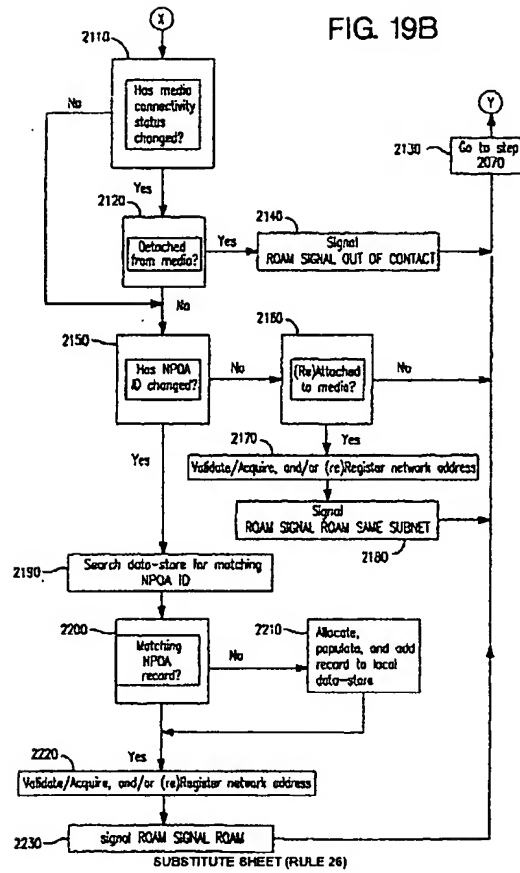 FIG. 19B
X
2110
Has media
connectivity
status
changed?
No
Yes
2120
Detached
from media?
Yes
No
2140
Signal
ROAM SIGNAL OUT OF CONTACT
Y
2130
Go to step
2070
2150
Has NPOA
ID changed?
No
Yes
2160
(Re)Attached
to media?
No
Yes
2170
Validate/Acquire, and/or (re)Register network address
Signal
ROAM SIGNAL ROAM SAME SUBNET
2180
2190
Search data-store for matching
NPOA ID
2200
Matching
NPOA
record?
No
Yes
2210
Allocate,
populate, and add
record to local
data-store
2220
Validate/Acquire, and/or (re)Register network address
2230
signal ROAM SIGNAL ROAM
SUBSTITUTE SHEET (RULE 26)